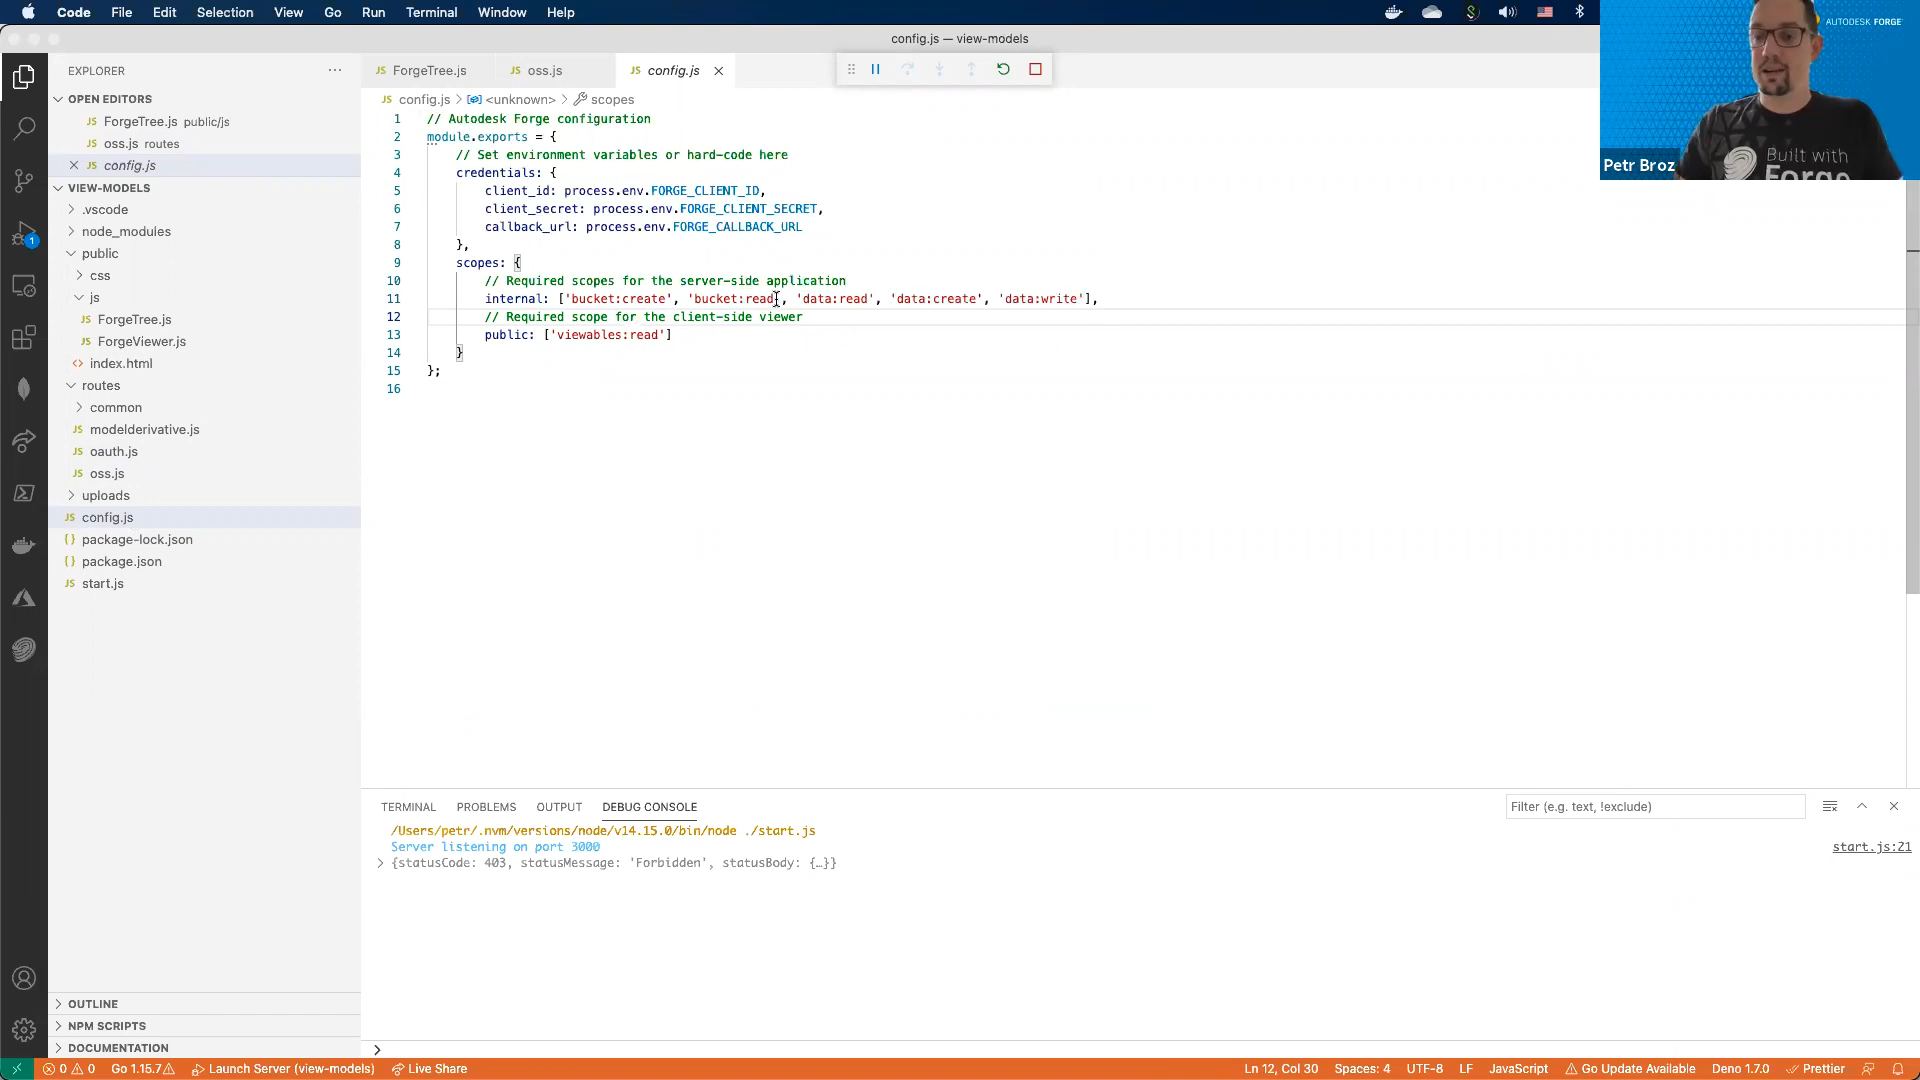 Code File Edit Selection View Go Run Terminal Window Help
config.js — view-models
AUTODESK FORGE
EXPLORER
ForgeTree.js
oss.js
config.js
OPEN EDITORS
config.js > <unknown> > scopes
ForgeTree.js public/js
oss.js routes
config.js
VIEW-MODELS
.vscode
node_modules
public
css
js
ForgeTree.js
ForgeViewer.js
index.html
routes
common
modelderivative.js
oauth.js
oss.js
uploads
config.js
package-lock.json
package.json
start.js
OUTLINE
NPM SCRIPTS
DOCUMENTATION
1
1 // Autodesk Forge configuration
2 module.exports = {
3 // Set environment variables or hard-code here
4 credentials: {
5 client_id: process.env.FORGE_CLIENT_ID,
6 client_secret: process.env.FORGE_CLIENT_SECRET,
7 callback_url: process.env.FORGE_CALLBACK_URL
8 },
9 scopes: {
10 // Required scopes for the server-side application
11 internal: ['bucket:create', 'bucket:read', 'data:read', 'data:create', 'data:write'],
12 // Required scope for the client-side viewer
13 public: ['viewables:read']
14 }
15 };
16
Petr Broz
Built with
Forge
TERMINAL PROBLEMS OUTPUT DEBUG CONSOLE
Filter (e.g. text, !exclude)
/Users/petr/.nvm/versions/node/v14.15.0/bin/node ./start.js
Server listening on port 3000
start.js:21
> {statusCode: 403, statusMessage: 'Forbidden', statusBody: {…}}
>
0 0 Go 1.15.7 Launch Server (view-models) Live Share
Ln 12, Col 30 Spaces: 4 UTF-8 LF JavaScript Go Update Available Deno 1.7.0 Prettier